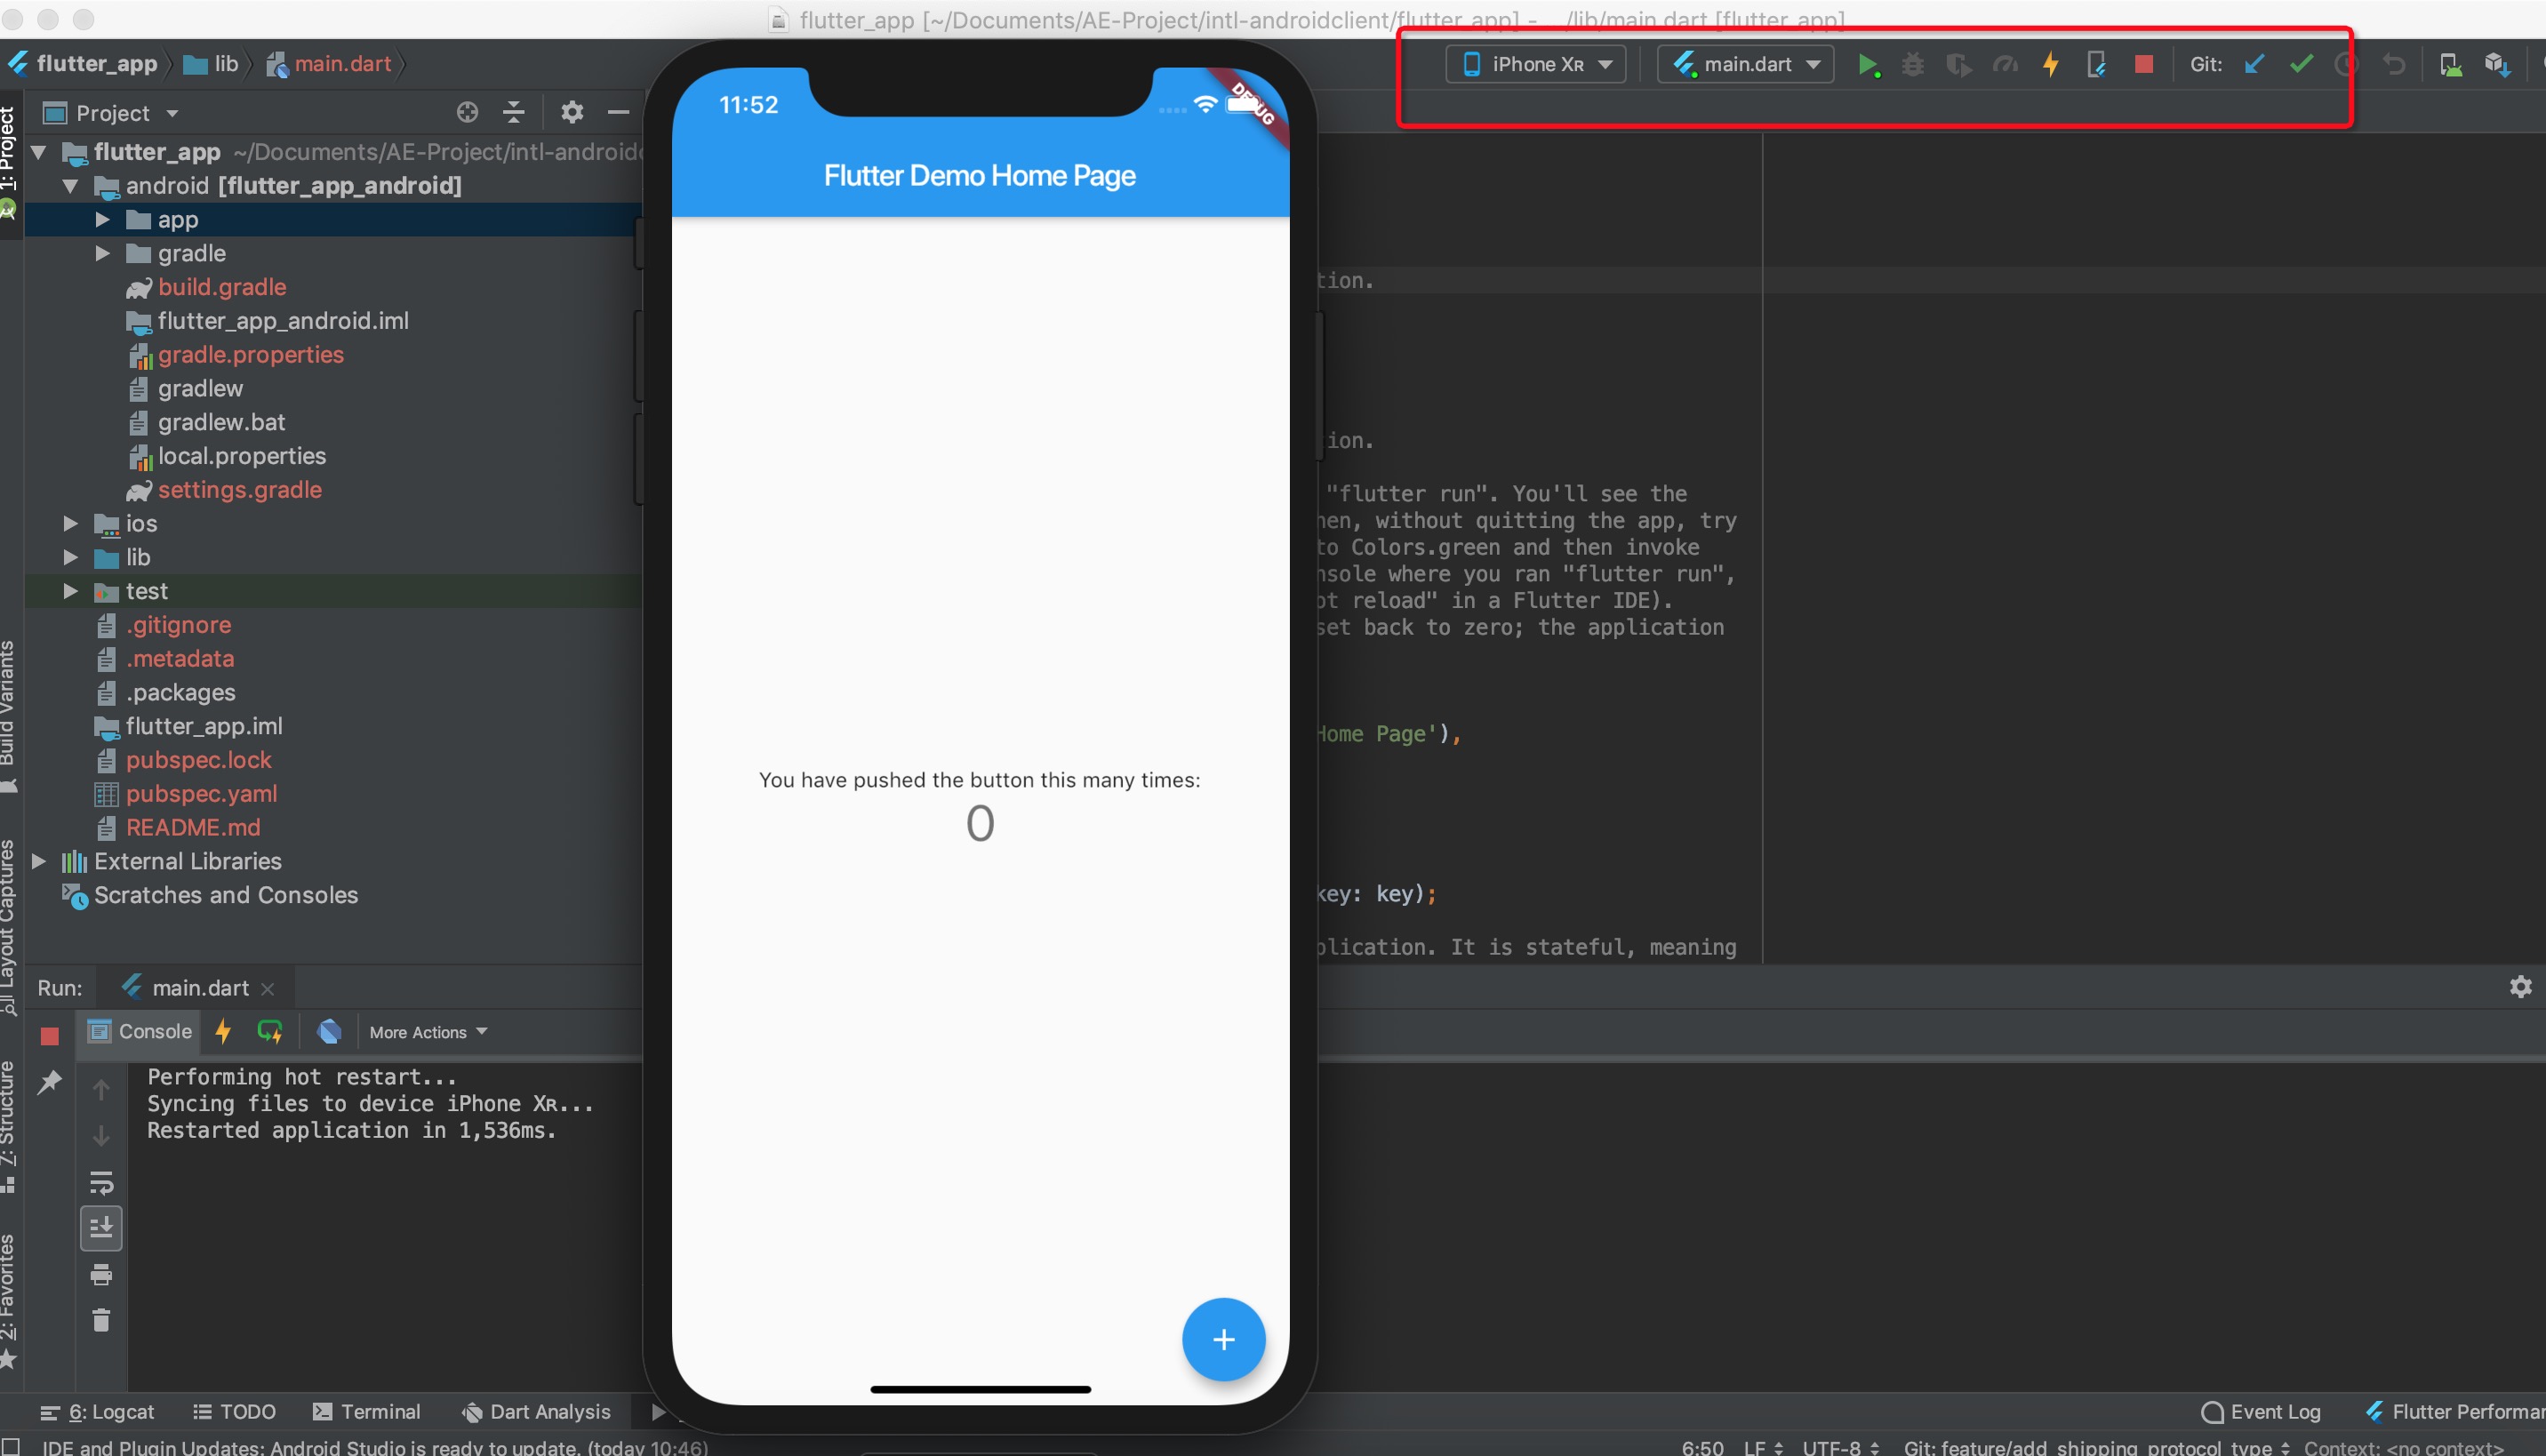 flutter_app [~/Documents/AE-Project/intl-androidclient/flutter_app] - .../lib/main.dart [flutter_app]
flutter_app lib main.dart
iPhone XR main.dart Git:
1: Project
Project
flutter_app ~/Documents/AE-Project/intl-android
android [flutter_app_android]
app
gradle
build.gradle
flutter_app_android.iml
gradle.properties
gradlew
gradlew.bat
local.properties
settings.gradle
ios
lib
test
.gitignore
.metadata
.packages
flutter_app.iml
pubspec.lock
pubspec.yaml
README.md
External Libraries
Scratches and Consoles
Build Variants
Layout Captures
7: Structure
2: Favorites
11:52
DEBUG
Flutter Demo Home Page
You have pushed the button this many times:
0
+
tion.
ion.
"flutter run". You'll see the
hen, without quitting the app, try
to Colors.green and then invoke
nsole where you ran "flutter run",
ot reload" in a Flutter IDE).
set back to zero; the application
Home Page'),
key: key);
plication. It is stateful, meaning
Run: main.dart
Console More Actions
Performing hot restart...
Syncing files to device iPhone XR...
Restarted application in 1,536ms.
6: Logcat TODO Terminal Dart Analysis
Event Log Flutter Performan
IDE and Plugin Updates: Android Studio is ready to update. (today 10:46)
6:50 LF UTF-8 Git: feature/add_shipping_protocol_type Context: <no context>